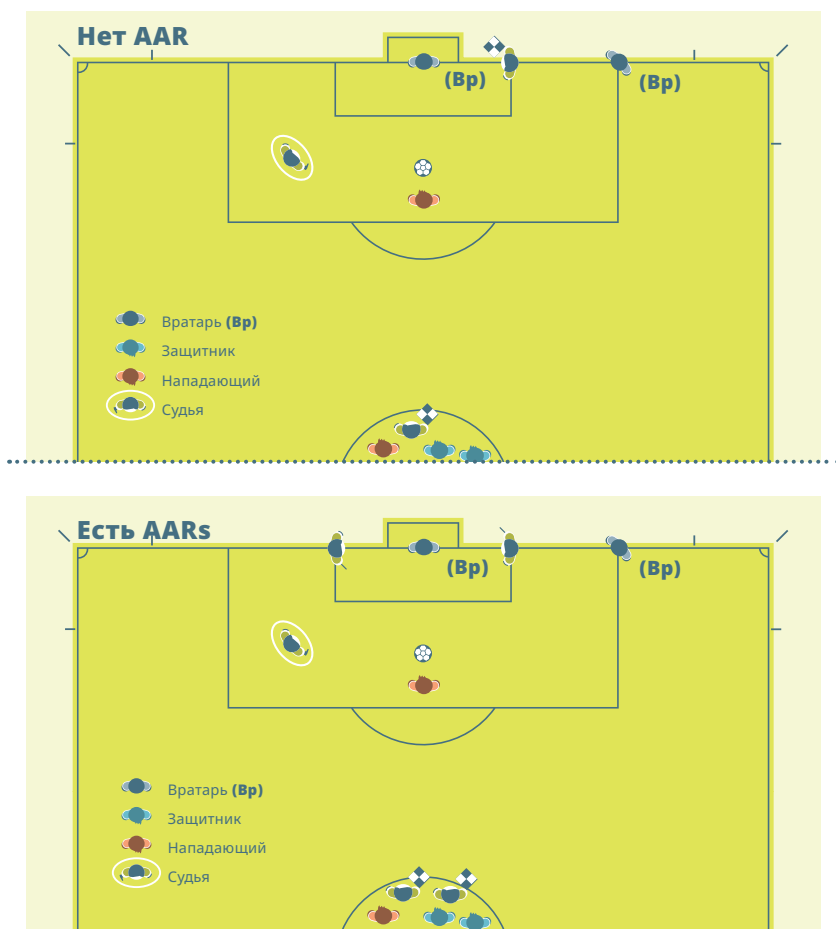 Нет AAR
(Вр)
(Вр)
Вратарь (Вр)
Защитник
Нападающий
Судья
Есть AARs
(Вр)
(Вр)
Вратарь (Вр)
Защитник
Нападающий
Судья